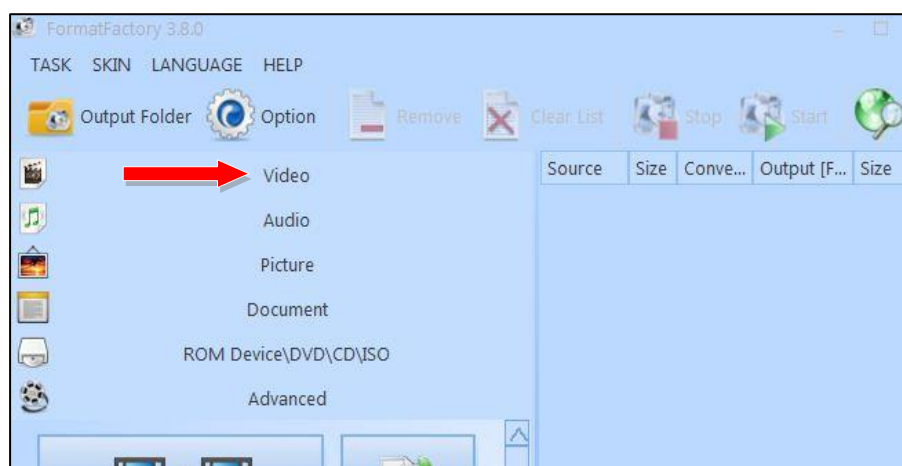 FormatFactory 3.8.0
TASK SKIN LANGUAGE HELP
Output Folder Option Remove Clear List Stop Start
Source Size Conve... Output [F... Size
Video
Audio
Picture
Document
ROM Device\DVD\CD\ISO
Advanced